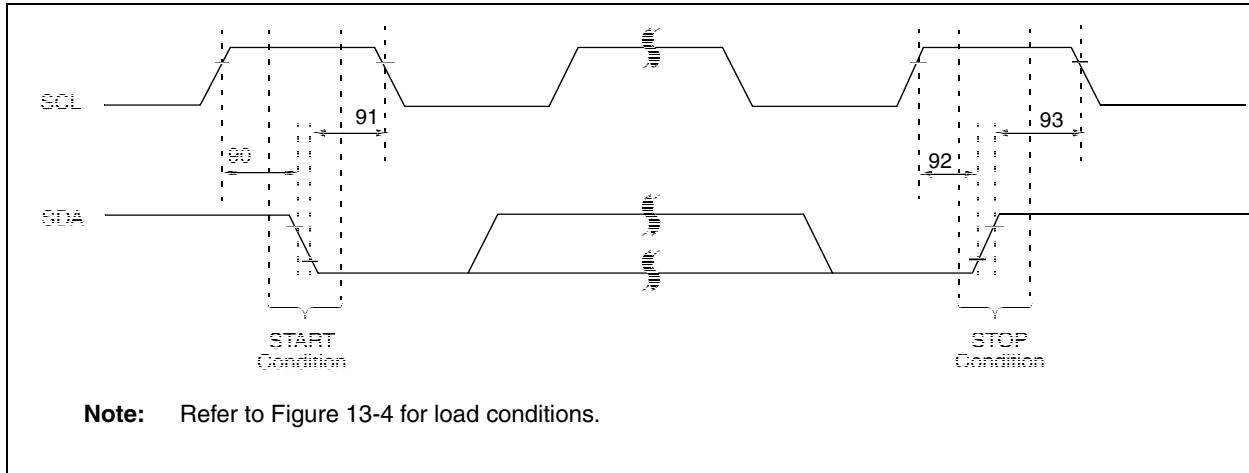 SCL
91
93
90
92
SDA
START
Condition
STOP
Condition
Note: Refer to Figure 13-4 for load conditions.